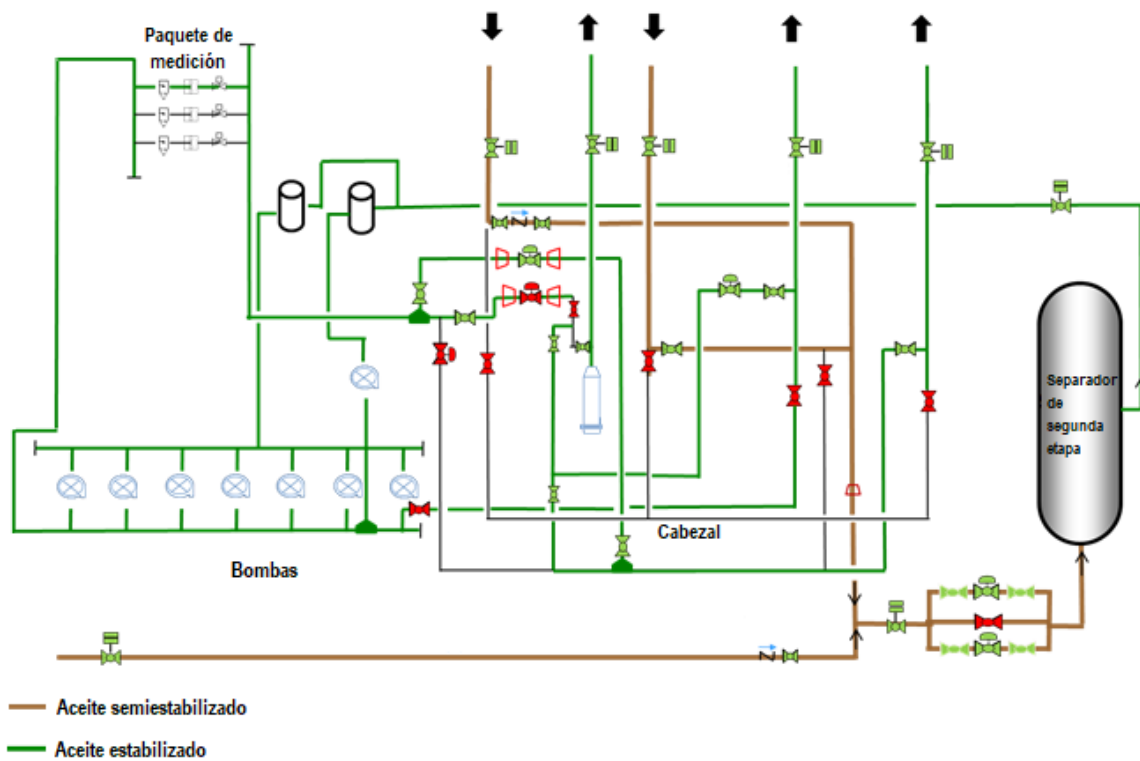 Paquete de
medición
Separador
de
segunda
etapa
Cabezal
Bombas
Aceite semiestabilizado
Aceite estabilizado